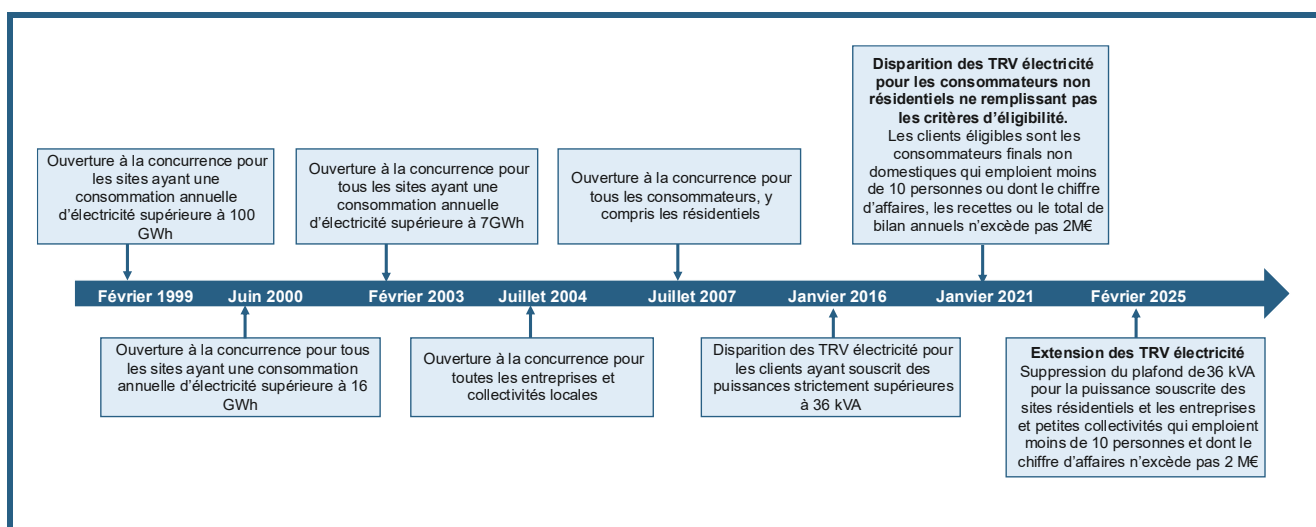 Disparition des TRV électricité
pour les consommateurs non
résidentiels ne remplissant pas
les critères d'éligibilité.
Les clients éligibles sont les
consommateurs finals non
domestiques qui emploient moins
de 10 personnes ou dont le chiffre
d'affaires, les recettes ou le total de
bilan annuels n'excède pas 2M€
Ouverture à la concurrence pour
les sites ayant une
consommation annuelle
d'électricité supérieure à 100
GWh
Ouverture à la concurrence pour
tous les sites ayant une
consommation annuelle
d'électricité supérieure à 7GWh
Ouverture à la concurrence pour
tous les consommateurs, y
compris les résidentiels
Février 1999 Juin 2000 Février 2003 Juillet 2004 Juillet 2007 Janvier 2016 Janvier 2021 Février 2025
Ouverture à la concurrence pour tous
les sites ayant une consommation
annuelle d'électricité supérieure à 16
GWh
Ouverture à la concurrence pour
toutes les entreprises et
collectivités locales
Disparition des TRV électricité pour
les clients ayant souscrit des
puissances strictement supérieures
à 36 kVA
Extension des TRV électricité
Suppression du plafond de 36 kVA
pour la puissance souscrite des
sites résidentiels et les entreprises
et petites collectivités qui emploient
moins de 10 personnes et dont le
chiffre d'affaires n'excède pas 2 M€